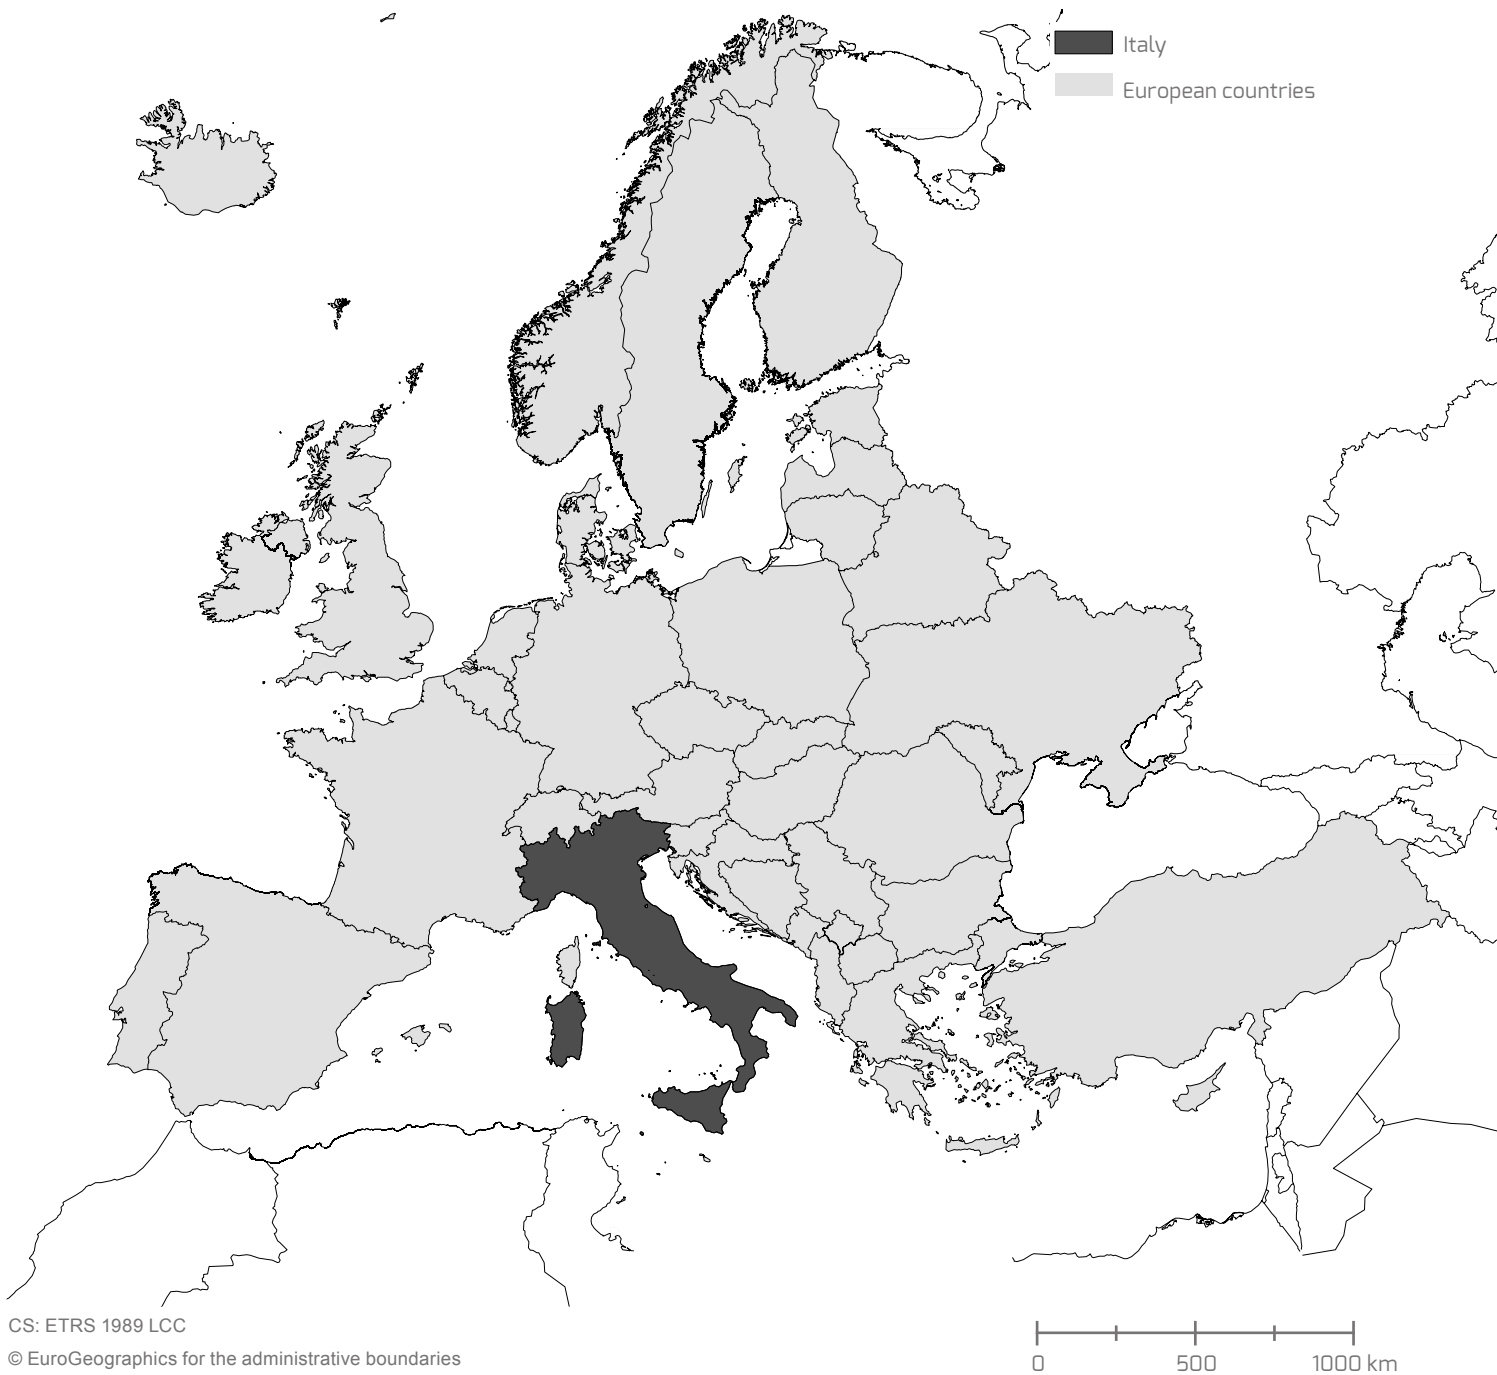 Italy
European countries
CS: ETRS 1989 LCC
© EuroGeographics for the administrative boundaries
0 500 1000 km